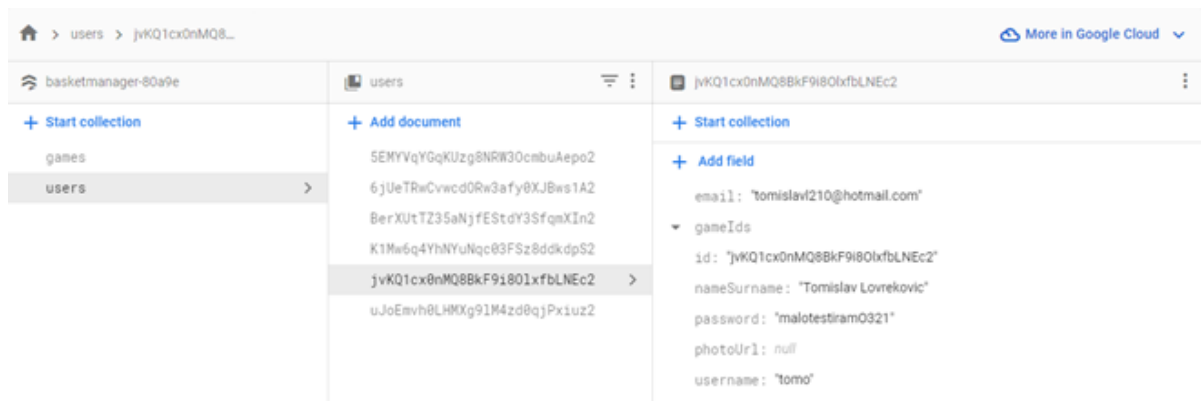 users jvKQ1cx0nMQ8…
More in Google Cloud
basketmanager-80a9e
users
jvKQ1cx0nMQ8BkF9i8OlxfbLNEc2
Start collection
Add document
Start collection
games
users
5EMYVqYGqKUzg8NRW3OcmbuAepo2
6jUeTRwCvwcdORw3afy0XJBws1A2
BerXUtTZ35aNjfEStdY3SfqmXIn2
K1Mw6q4YhNYuNqc03FSz8ddkdpS2
jvKQ1cx0nMQ8BkF9i8OlxfbLNEc2
uJoEmvh0LHMXg9lM4zd0qjPxiuz2
Add field
email: "tomislavl210@hotmail.com"
gameIds
id: "jvKQ1cx0nMQ8BkF9i8OlxfbLNEc2"
nameSurname: "Tomislav Lovrekovic"
password: "malotestiram0321"
photoUrl: null
username: "tomo"